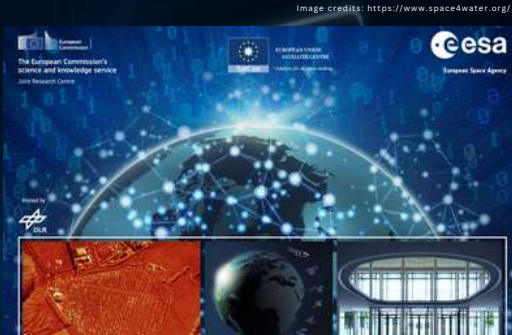 Image credits: https://www.space4water.org/
European
Commission
The European Commission's
science and knowledge service
Joint Research Centre
EUROPEAN UNION
SATELLITE CENTRE
esa
European Space Agency
Hosted by
DLR